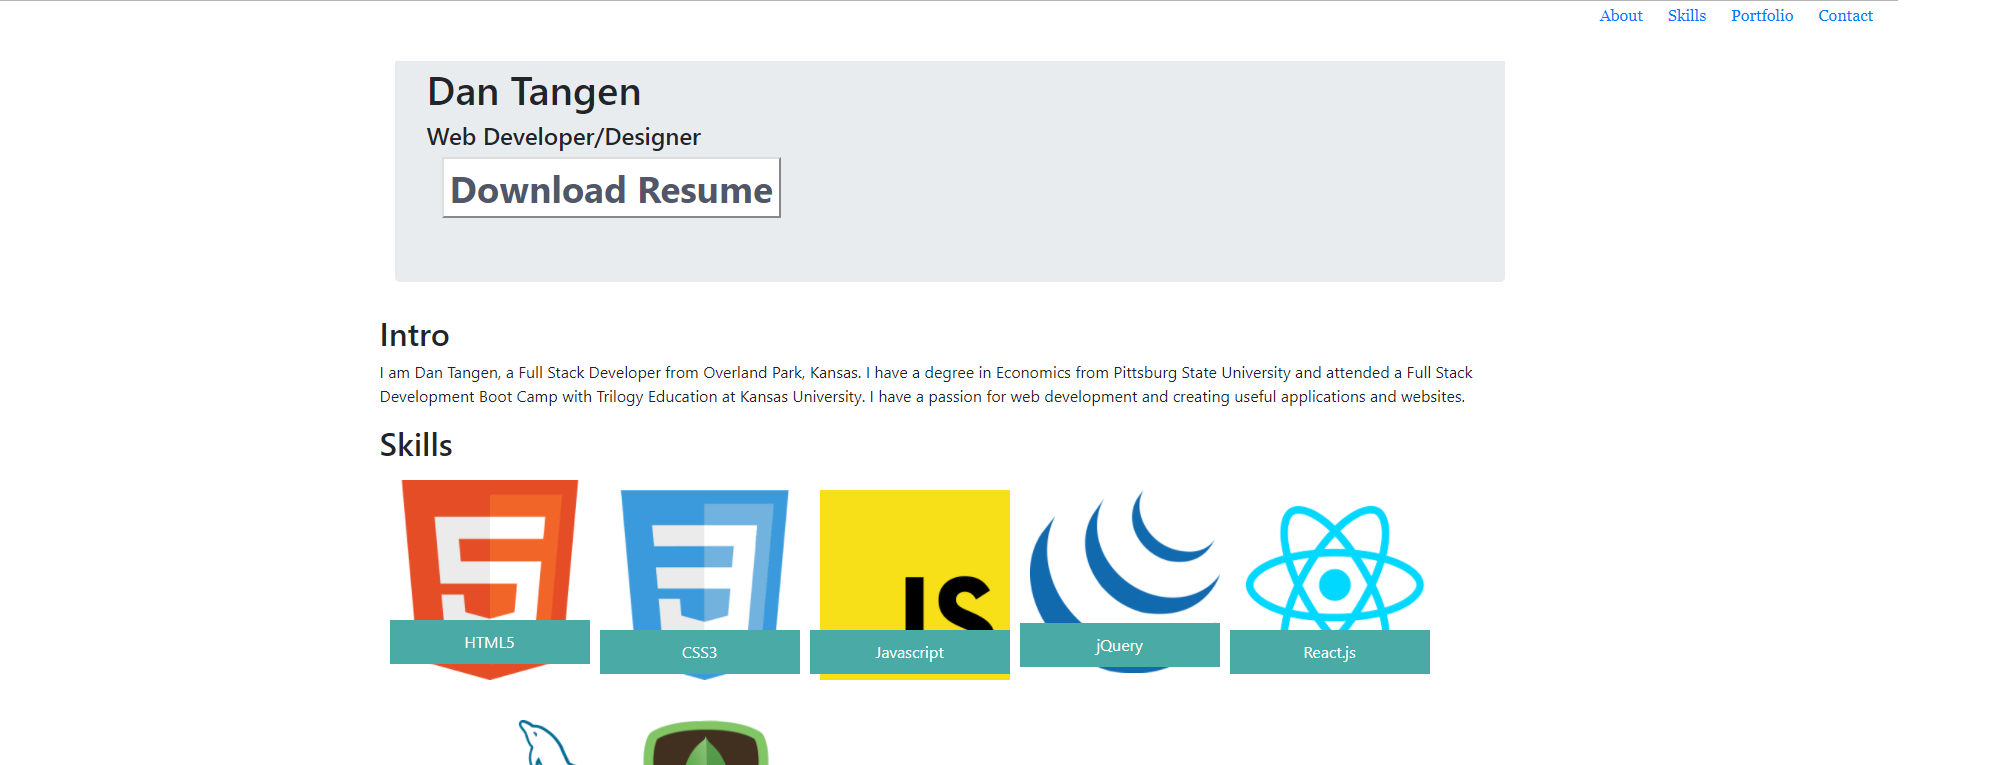 About Skills Portfolio Contact
Dan Tangen
Web Developer/Designer
Download Resume
Intro
I am Dan Tangen, a Full Stack Developer from Overland Park, Kansas. I have a degree in Economics from Pittsburg State University and attended a Full Stack
Development Boot Camp with Trilogy Education at Kansas University. I have a passion for web development and creating useful applications and websites.
Skills
JS
HTML5
CSS3
Javascript
jQuery
React.js